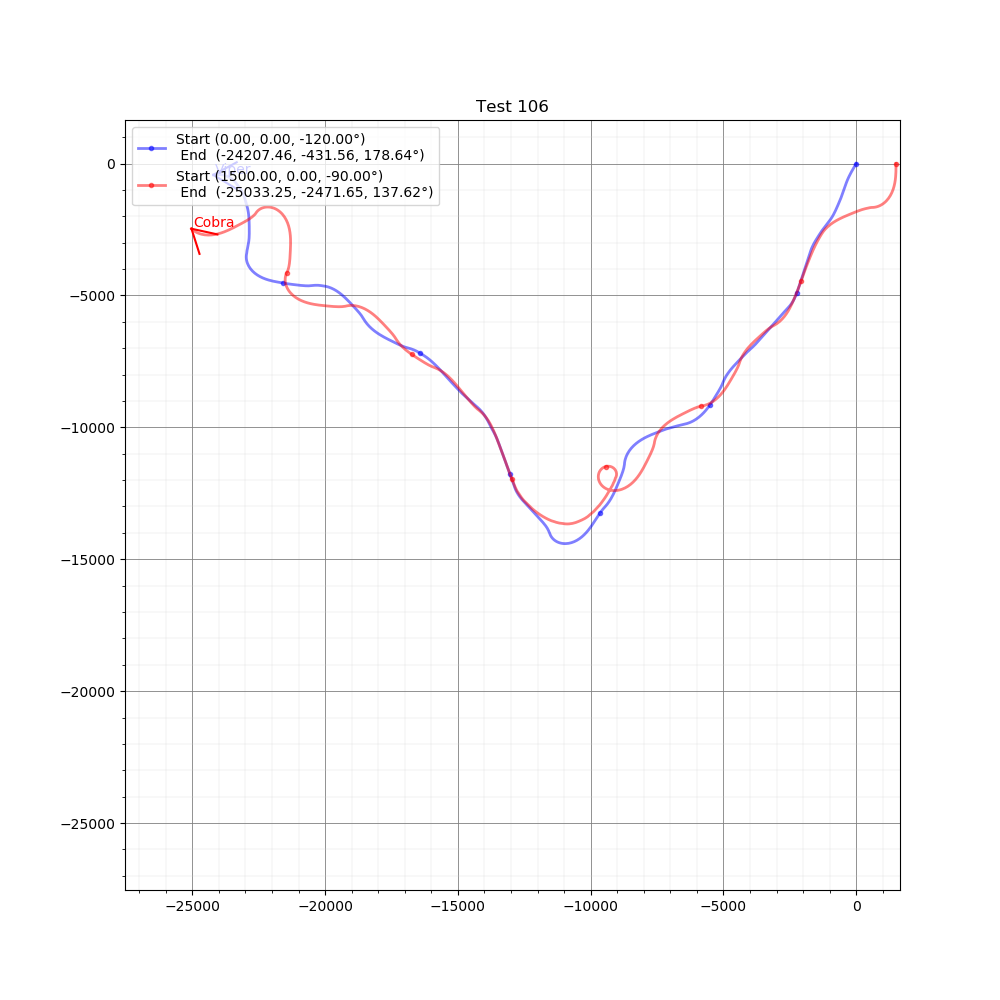 Test 106
Start (0.00, 0.00, -120.00°)
End (-24207.46, -431.56, 178.64°)
Start (1500.00, 0.00, -90.00°)
End (-25033.25, -2471.65, 137.62°)
Viper
Cobra
0
−5000
−10000
−15000
−20000
−25000
−25000 −20000 −15000 −10000 −5000 0